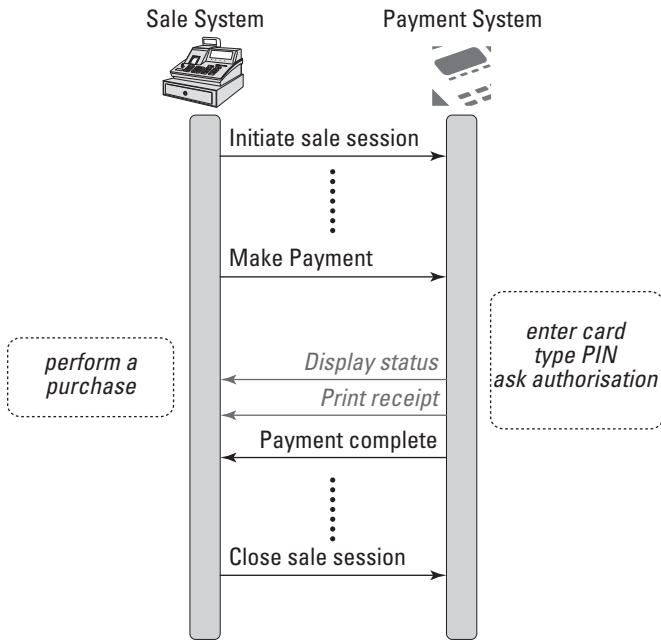 Sale System
Payment System
Initiate sale session
Make Payment
enter card
type PIN
ask authorisation
perform a
purchase
Display status
Print receipt
Payment complete
Close sale session